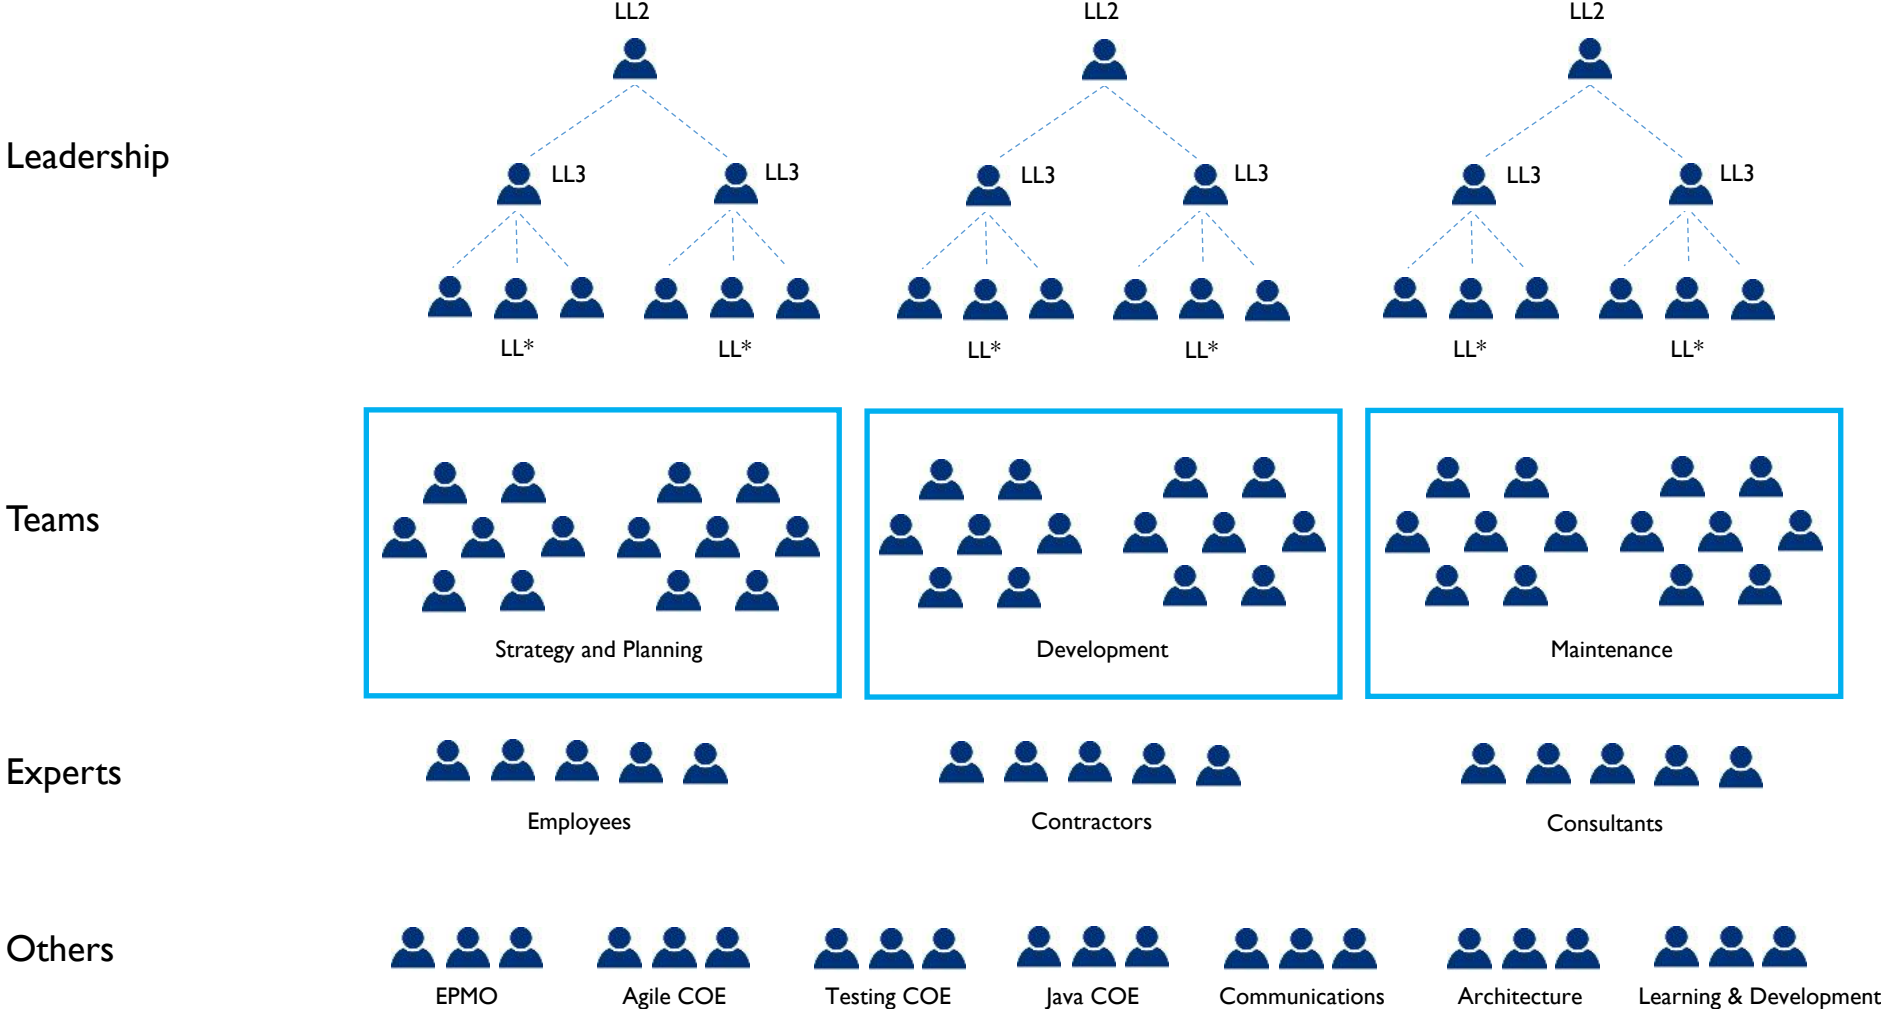 LL2
LL2
LL2
Leadership
LL3
LL3
LL3
LL3
LL3
LL3
LL*
LL*
LL*
LL*
LL*
LL*
Teams
Strategy and Planning
Development
Maintenance
Experts
Employees
Contractors
Consultants
Others
EPMO
Agile COE
Testing COE
Java COE
Communications
Architecture
Learning & Development